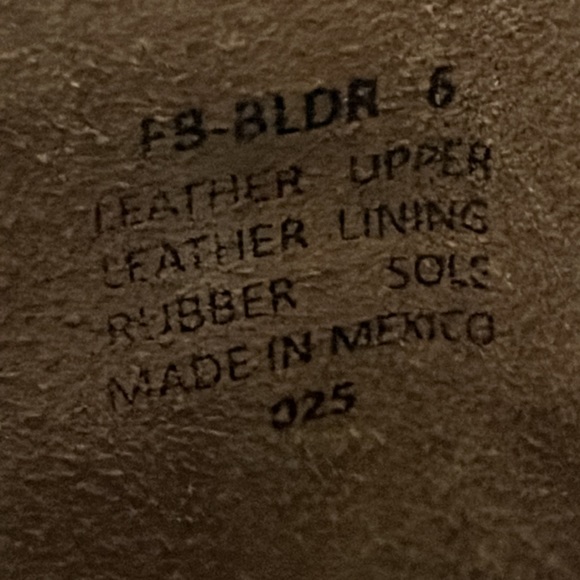 FB-BLDR 6
LEATHER UPPER
LEATHER LINING
RUBBER SOLE
MADE IN MEXICO
025